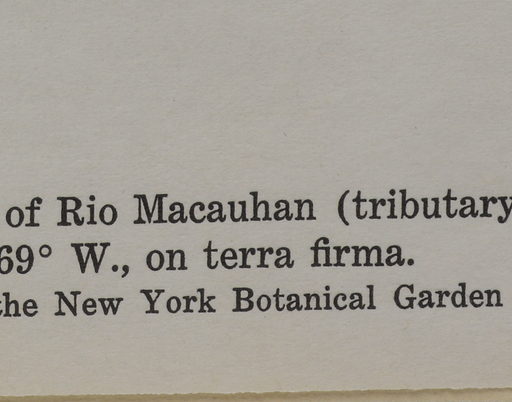 of Rio Macauhan (tributary
69° W., on terra firma.
the New York Botanical Garden